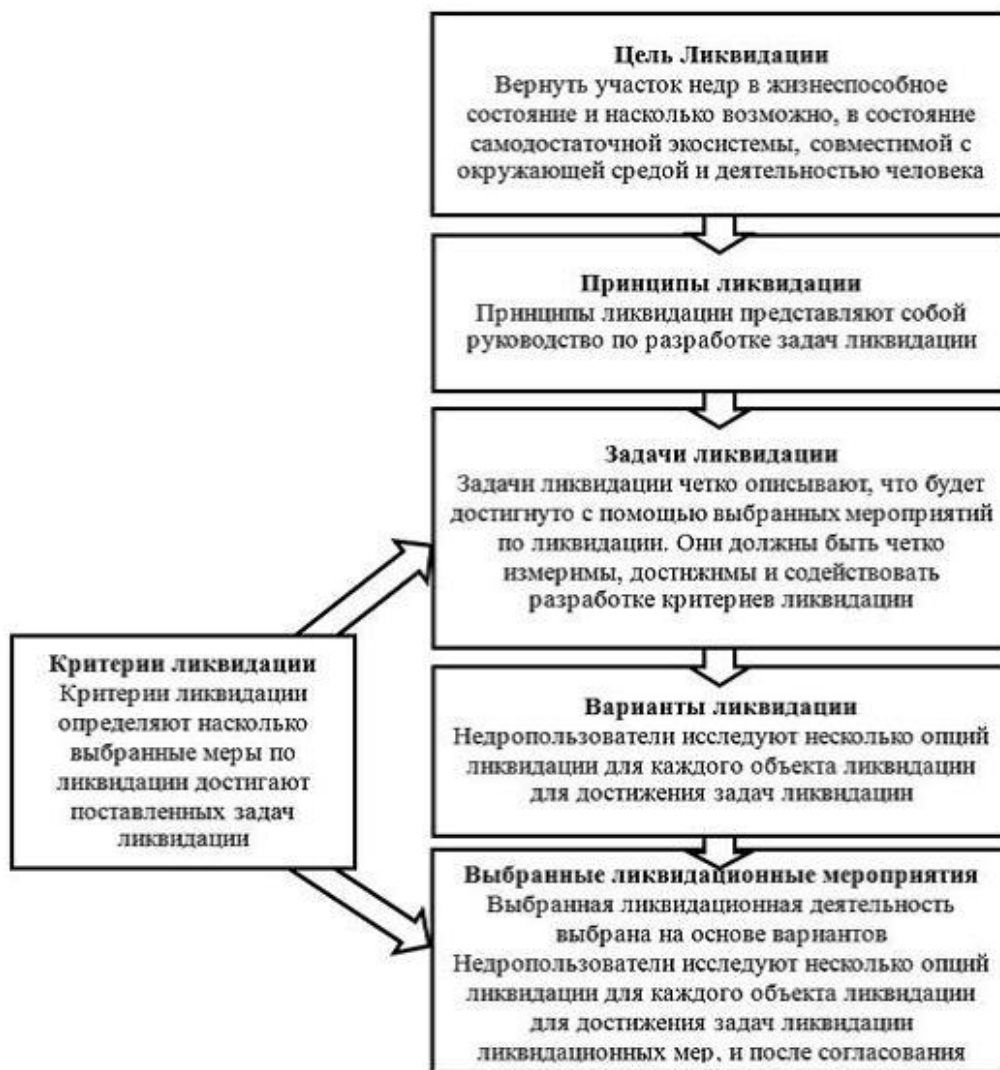 Цель Ликвидации
Вернуть участок недр в жизнеспособное
состояние и насколько возможно, в состояние
самодостаточной экосистемы, совместимой с
окружающей средой и деятельностью человека
Принципы ликвидации
Принципы ликвидации представляют собой
руководство по разработке задач ликвидации
Задачи ликвидации
Задачи ликвидации четко описывают, что будет
достигнуто с помощью выбранных мероприятий
по ликвидации. Они должны быть четко
измеримы, достижимы и содействовать
разработке критериев ликвидации
Критерии ликвидации
Критерии ликвидации
определяют насколько
выбранные меры по
ликвидации достигают
поставленных задач
ликвидации
Варианты ликвидации
Недропользователи исследуют несколько опций
ликвидации для каждого объекта ликвидации
для достижения задач ликвидации
Выбранные ликвидационные мероприятия
Выбранная ликвидационная деятельность
выбрана на основе вариантов
Недропользователи исследуют несколько опций
ликвидации для каждого объекта ликвидации
для достижения задач ликвидации
ликвидационных мер, и после согласования